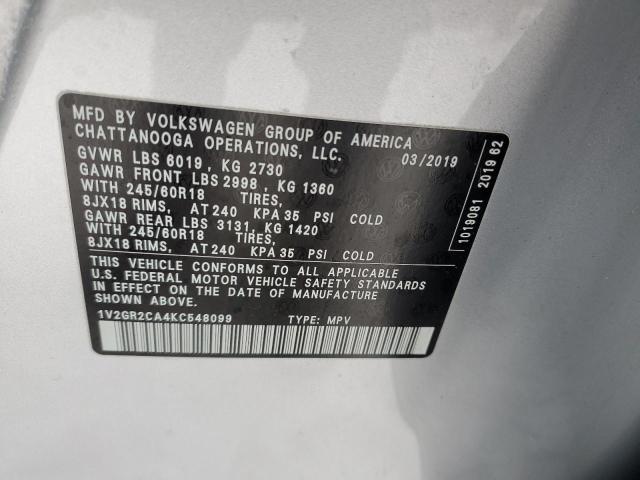 MFD BY VOLKSWAGEN GROUP OF AMERICA
CHATTANOOGA OPERATIONS, LLC. 03/2019
GVWR LBS 6019 , KG 2730
GAWR FRONT LBS 2998 , KG 1360
WITH 245/60R18 TIRES,
8JX18 RIMS, AT 240 KPA 35 PSI COLD
GAWR REAR LBS 3131, KG 1420
WITH 245/60R18 TIRES,
8JX18 RIMS, AT 240 KPA 35 PSI COLD
THIS VEHICLE CONFORMS TO ALL APPLICABLE
U.S. FEDERAL MOTOR VEHICLE SAFETY STANDARDS
IN EFFECT ON THE DATE OF MANUFACTURE
SHOWN ABOVE.
1V2GR2CA4KC548099 TYPE: MPV
1019081 2019 62